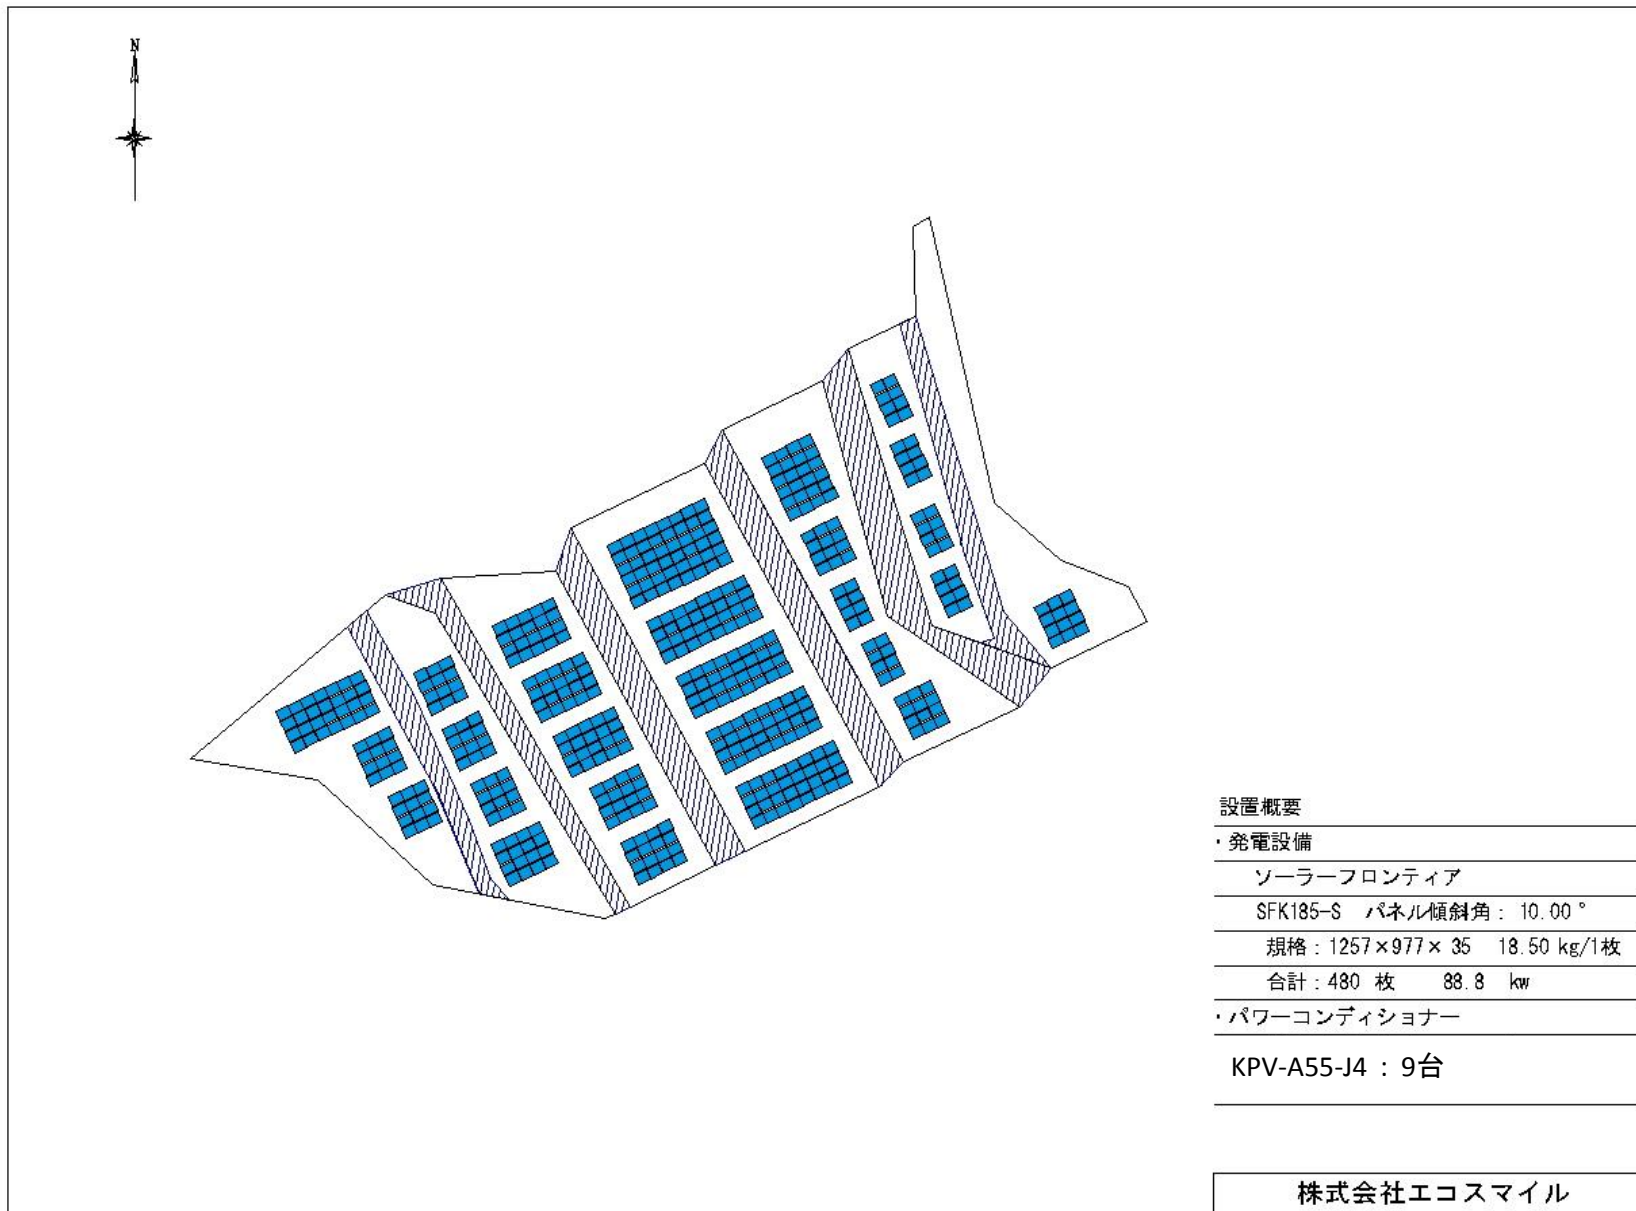 N
設置概要
・発電設備
ソーラーフロンティア
SFK185-S パネル傾斜角：10.00°
規格：1257×977×35 18.50 kg/1枚
合計：480 枚 88.8 kw
・パワーコンディショナー
KPV-A55-J4：9台
株式会社エコスマイル